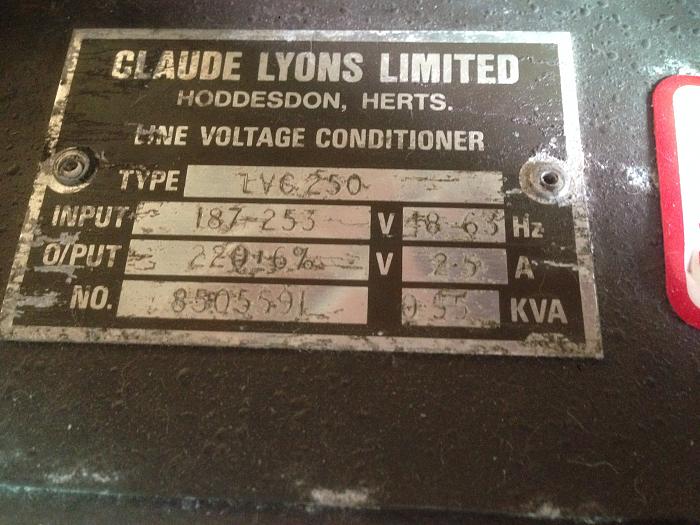 CLAUDE LYONS LIMITED
HODDESDON, HERTS.
LINE VOLTAGE CONDITIONER
TYPE LVC250
INPUT 187-253 V 48-63 Hz
O/PUT 220±6% V 2.5 A
NO. 8505591 0.55 KVA